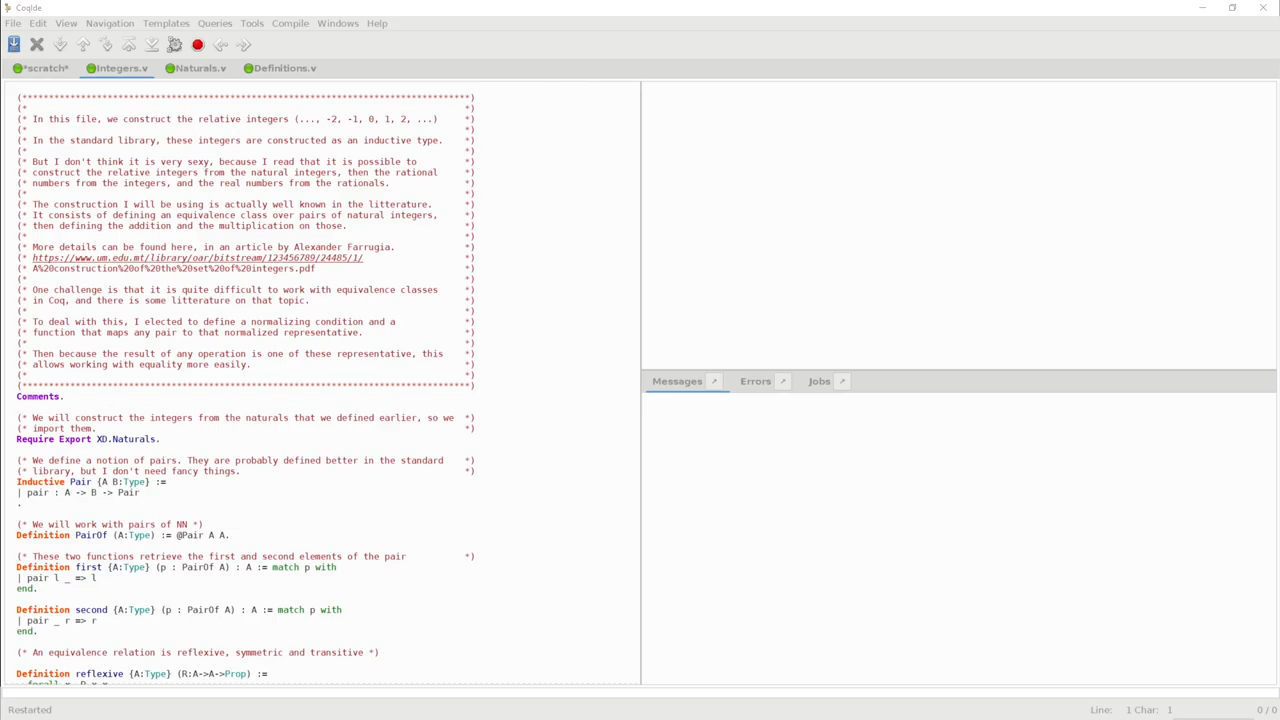 CoqIde
File Edit View Navigation Templates Queries Tools Compile Windows Help
*scratch* Integers.v Naturals.v Definitions.v
(*************************************************************************************)
(* *)
(* In this file, we construct the relative integers (..., -2, -1, 0, 1, 2, ...) *)
(* *)
(* In the standard library, these integers are constructed as an inductive type. *)
(* *)
(* But I don't think it is very sexy, because I read that it is possible to *)
(* construct the relative integers from the natural integers, then the rational *)
(* numbers from the integers, and the real numbers from the rationals. *)
(* *)
(* The construction I will be using is actually well known in the litterature. *)
(* It consists of defining an equivalence class over pairs of natural integers, *)
(* then defining the addition and the multiplication on those. *)
(* *)
(* More details can be found here, in an article by Alexander Farrugia. *)
(* https://www.um.edu.mt/library/oar/bitstream/123456789/24485/1/ *)
(* A%20construction%20of%20the%20set%20of%20integers.pdf *)
(* *)
(* One challenge is that it is quite difficult to work with equivalence classes *)
(* in Coq, and there is some litterature on that topic. *)
(* *)
(* To deal with this, I elected to define a normalizing condition and a *)
(* function that maps any pair to that normalized representative. *)
(* *)
(* Then because the result of any operation is one of these representative, this *)
(* allows working with equality more easily. *)
(* *)
(*************************************************************************************)
Comments.
(* We will construct the integers from the naturals that we defined earlier, so we *)
(* import them. *)
Require Export XD.Naturals.
(* We define a notion of pairs. They are probably defined better in the standard *)
(* library, but I don't need fancy things. *)
Inductive Pair {A B:Type} :=
| pair : A -> B -> Pair
.
(* We will work with pairs of NN *)
Definition PairOf (A:Type) := @Pair A A.
(* These two functions retrieve the first and second elements of the pair *)
Definition first {A:Type} (p : PairOf A) : A := match p with
| pair l _ => l
end.
Definition second {A:Type} (p : PairOf A) : A := match p with
| pair _ r => r
end.
(* An equivalence relation is reflexive, symmetric and transitive *)
Definition reflexive {A:Type} (R:A->A->Prop) :=
Messages Errors Jobs
Restarted
Line: 1 Char: 1 0 / 0